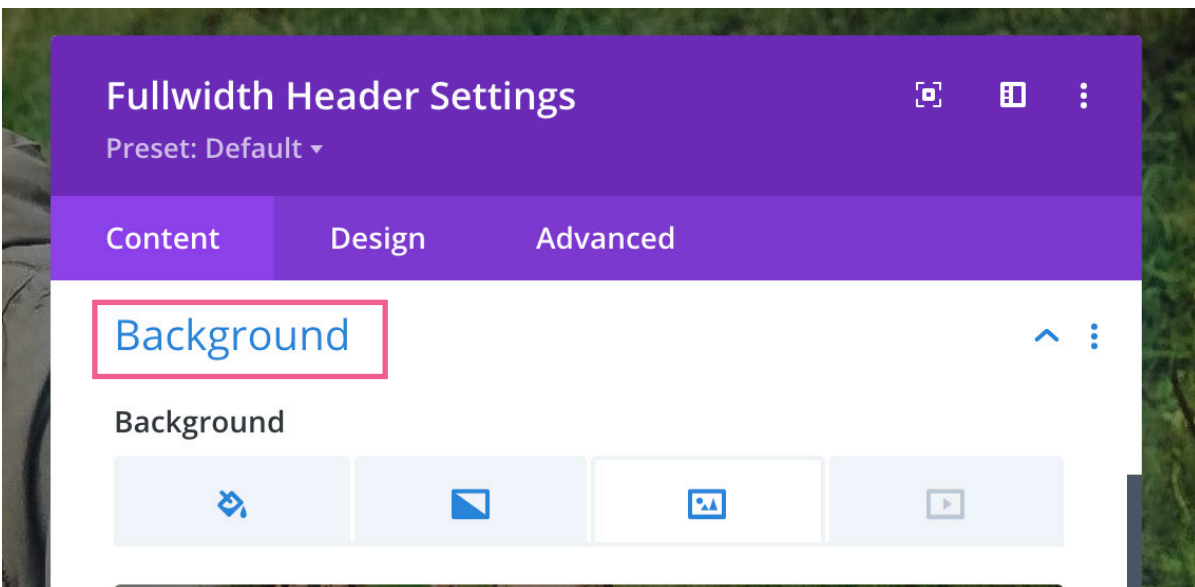 Fullwidth Header Settings
Preset: Default
Content Design Advanced
Background
Background